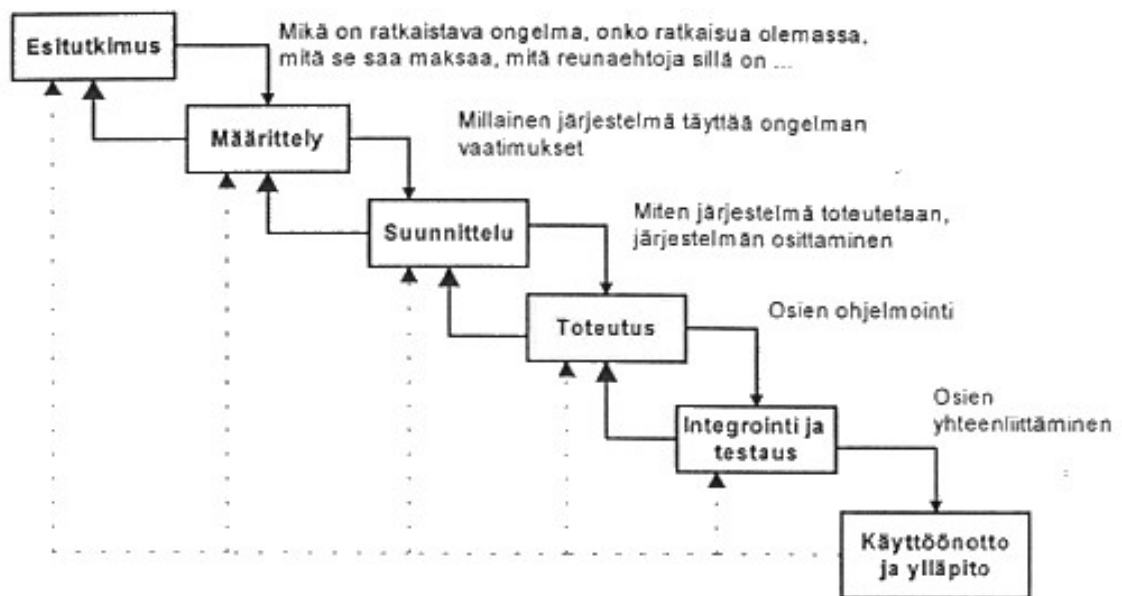 Esitutkimus
Mikä on ratkaistava ongelma, onko ratkaisua olemassa,
mitä se saa maksaa, mitä reunaehtoja sillä on ...
Määrittely
Millainen järjestelmä täyttää ongelman
vaatimukset
Suunnittelu
Miten järjestelmä toteutetaan,
järjestelmän osittaminen
Toteutus
Osien ohjelmointi
Integrointi ja
testaus
Osien
yhteenliittäminen
Käyttöönotto
ja ylläpito